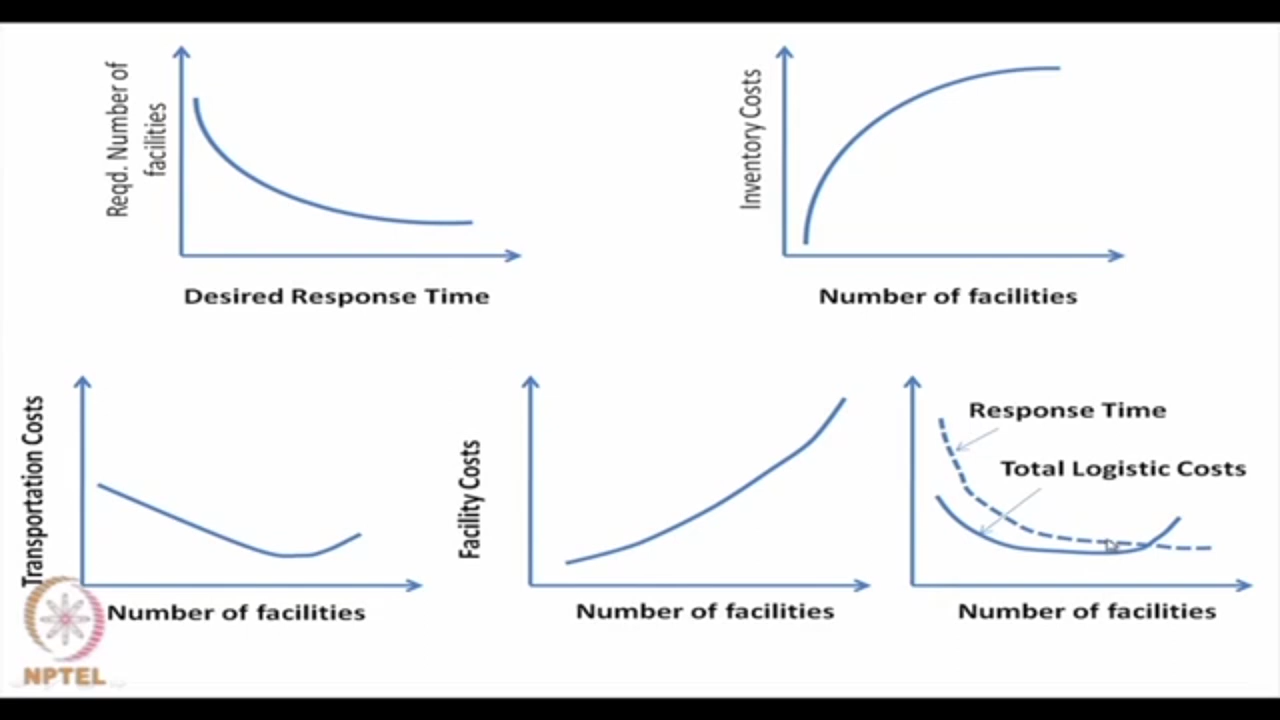 Reqd. Number of
facilities
Desired Response Time
Inventory Costs
Number of facilities
Transportation Costs
Number of facilities
Facility Costs
Number of facilities
Response Time
Total Logistic Costs
Number of facilities
NPTEL